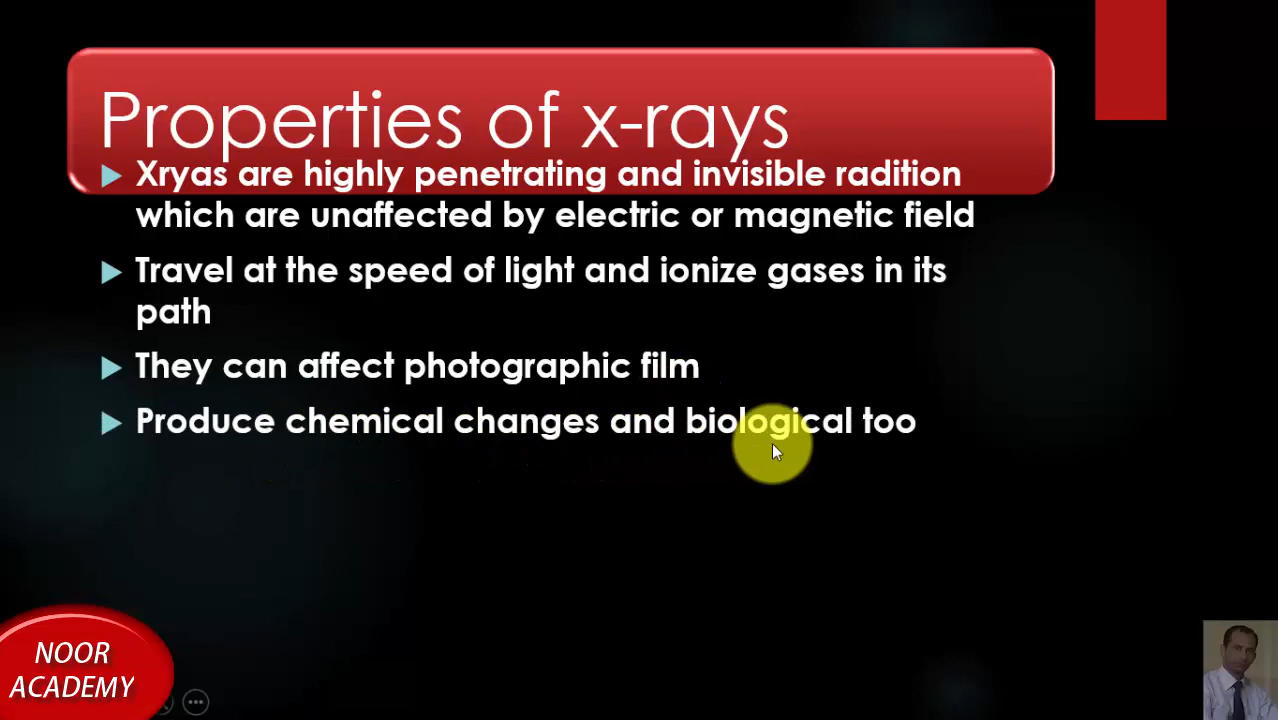 Properties of x-rays
Xryas are highly penetrating and invisible radition
which are unaffected by electric or magnetic field
Travel at the speed of light and ionize gases in its
path
They can affect photographic film
Produce chemical changes and biological too
NOOR
ACADEMY